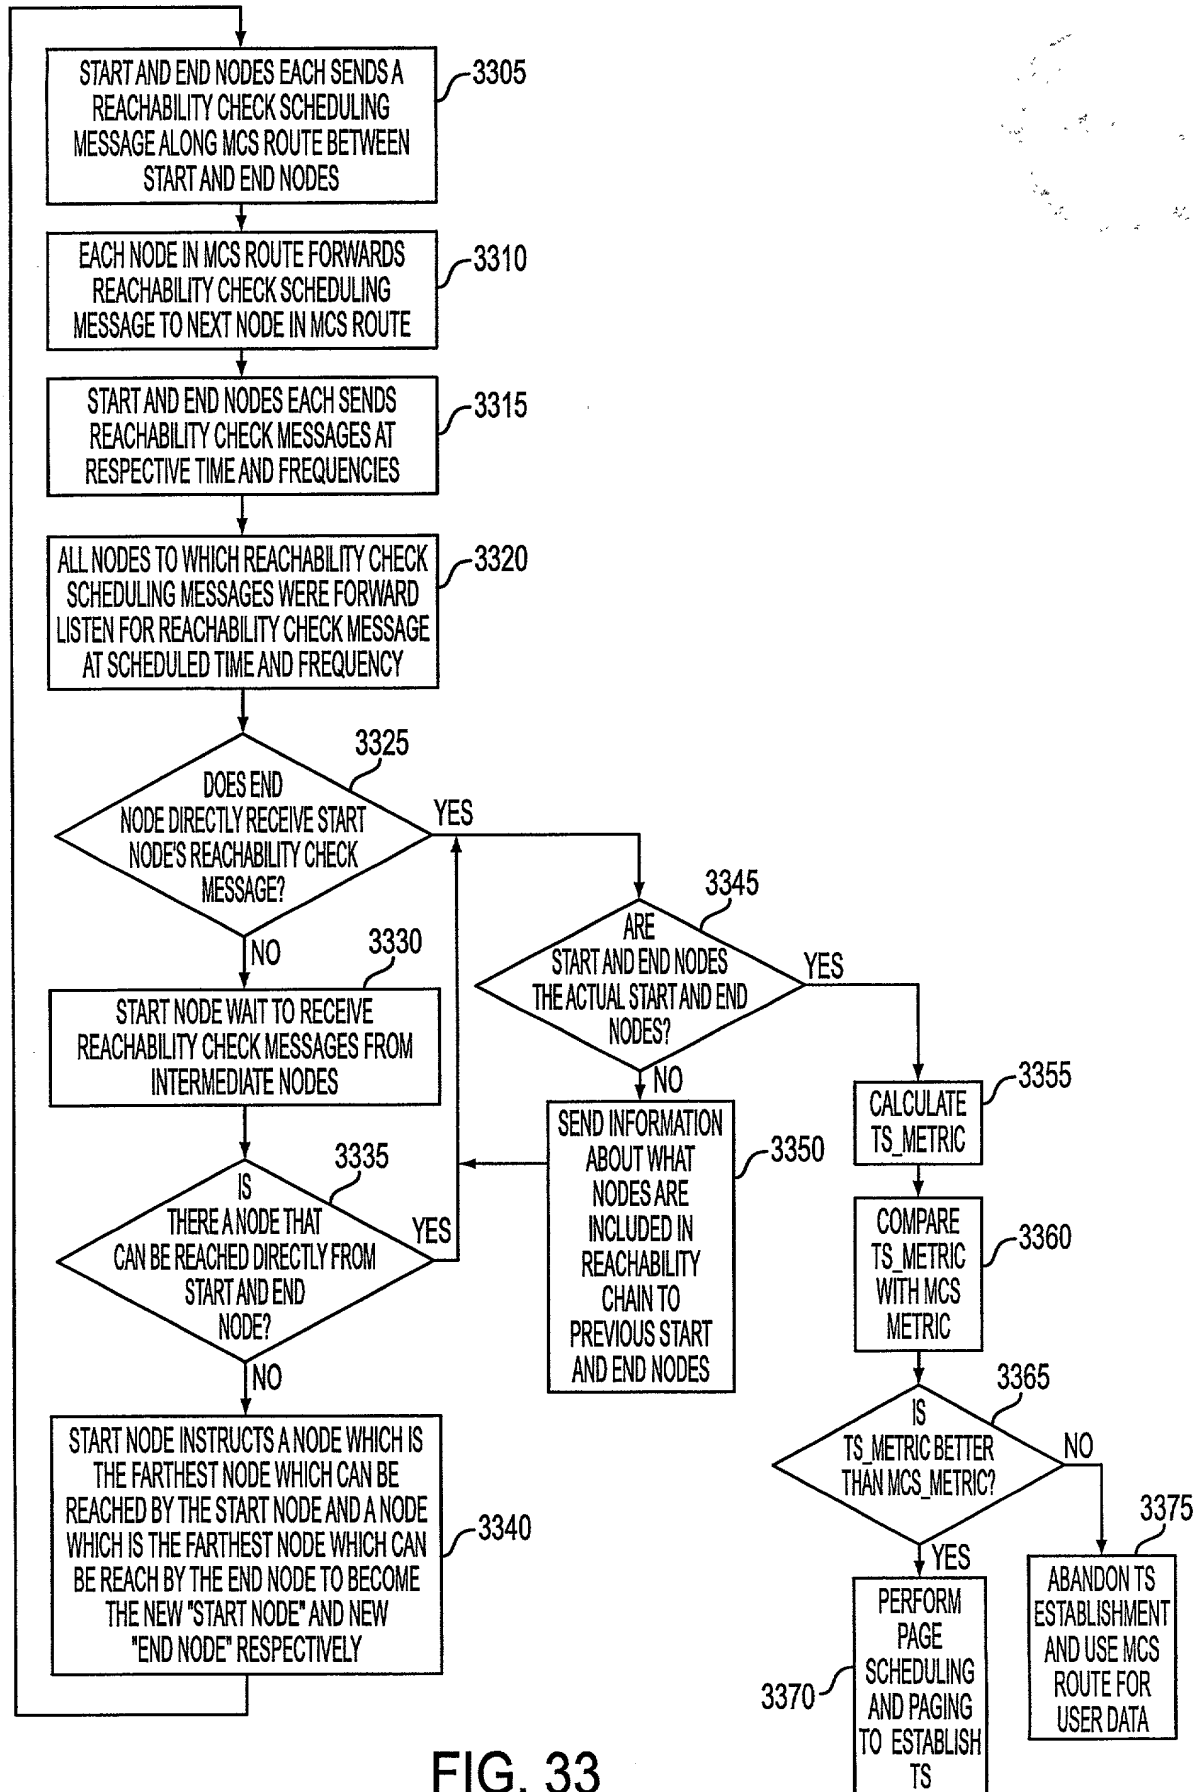 START AND END NODES EACH SENDS A
REACHABILITY CHECK SCHEDULING
MESSAGE ALONG MCS ROUTE BETWEEN
START AND END NODES
3305
EACH NODE IN MCS ROUTE FORWARDS
REACHABILITY CHECK SCHEDULING
MESSAGE TO NEXT NODE IN MCS ROUTE
3310
START AND END NODES EACH SENDS
REACHABILITY CHECK MESSAGES AT
RESPECTIVE TIME AND FREQUENCIES
3315
ALL NODES TO WHICH REACHABILITY CHECK
SCHEDULING MESSAGES WERE FORWARD
LISTEN FOR REACHABILITY CHECK MESSAGE
AT SCHEDULED TIME AND FREQUENCY
3320
DOES END
NODE DIRECTLY RECEIVE START
NODE'S REACHABILITY CHECK
MESSAGE?
3325
YES
NO
START NODE WAIT TO RECEIVE
REACHABILITY CHECK MESSAGES FROM
INTERMEDIATE NODES
3330
IS
THERE A NODE THAT
CAN BE REACHED DIRECTLY FROM
START AND END
NODE?
3335
YES
NO
START NODE INSTRUCTS A NODE WHICH IS
THE FARTHEST NODE WHICH CAN BE
REACHED BY THE START NODE AND A NODE
WHICH IS THE FARTHEST NODE WHICH CAN
BE REACH BY THE END NODE TO BECOME
THE NEW "START NODE" AND NEW
"END NODE" RESPECTIVELY
3340
ARE
START AND END NODES
THE ACTUAL START AND END
NODES?
3345
YES
NO
SEND INFORMATION
ABOUT WHAT
NODES ARE
INCLUDED IN
REACHABILITY
CHAIN TO
PREVIOUS START
AND END NODES
3350
CALCULATE
TS_METRIC
3355
COMPARE
TS_METRIC
WITH MCS
METRIC
3360
IS
TS_METRIC BETTER
THAN MCS_METRIC?
3365
NO
YES
PERFORM
PAGE
SCHEDULING
AND PAGING
TO ESTABLISH
TS
3370
ABANDON TS
ESTABLISHMENT
AND USE MCS
ROUTE FOR
USER DATA
3375
FIG. 33